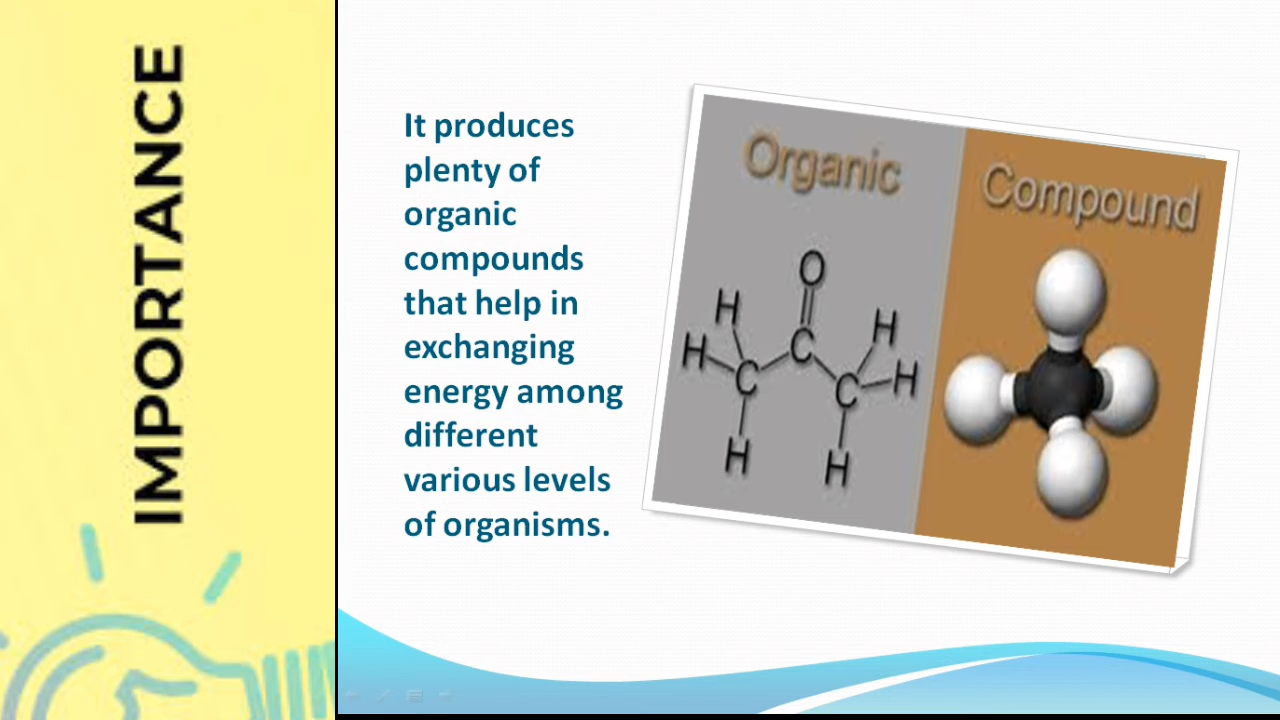 IMPORTANCE
It produces
plenty of
organic
compounds
that help in
exchanging
energy among
different
various levels
of organisms.
Organic
Compound
O
H
H
H
H
C
C
C
H
H